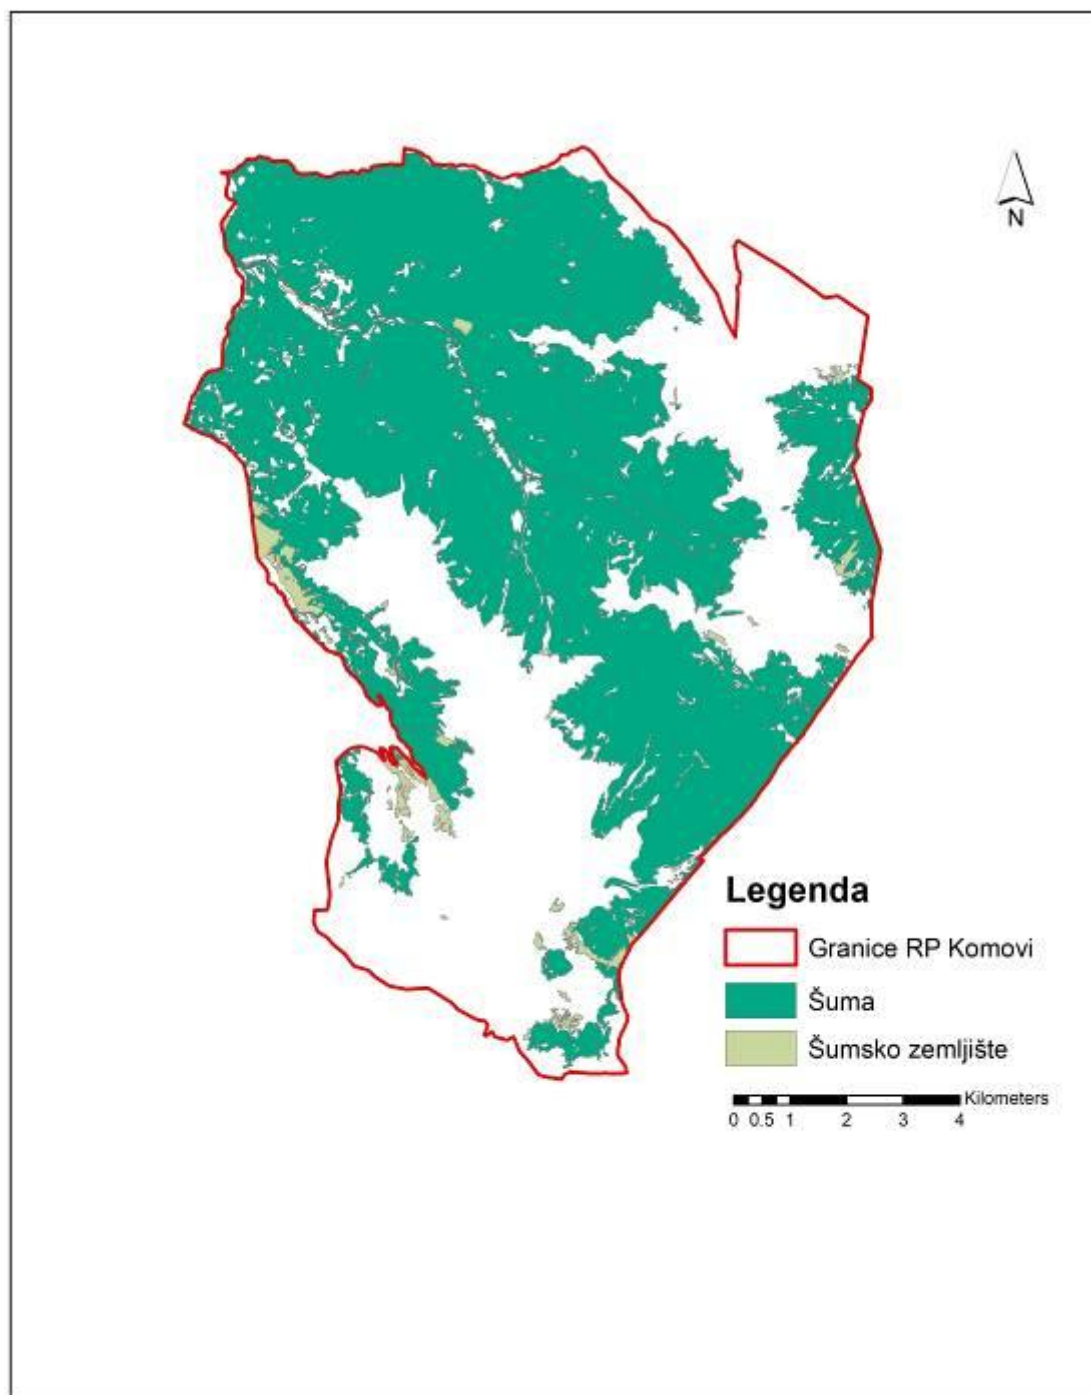 N
Legenda
Granice RP Komovi
Šuma
Šumsko zemljište
Kilometers
0 0.5 1 2 3 4